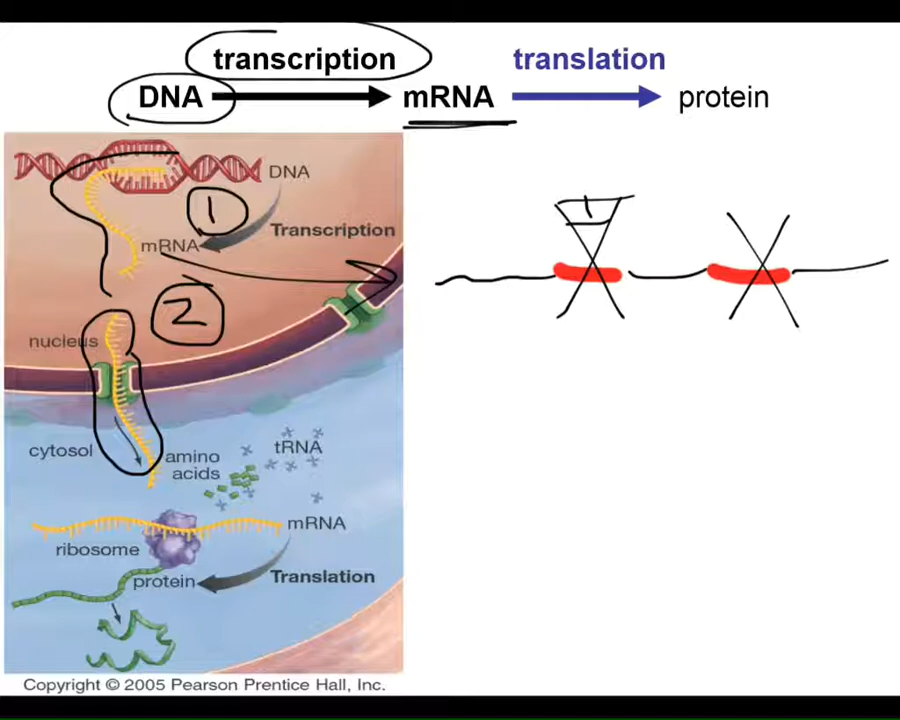 transcription translation
DNA mRNA protein
DNA
1
1
mRNA
Transcription
2
nucleus
cytosol
amino
acids
tRNA
mRNA
ribosome
protein
Translation
Copyright © 2005 Pearson Prentice Hall, Inc.